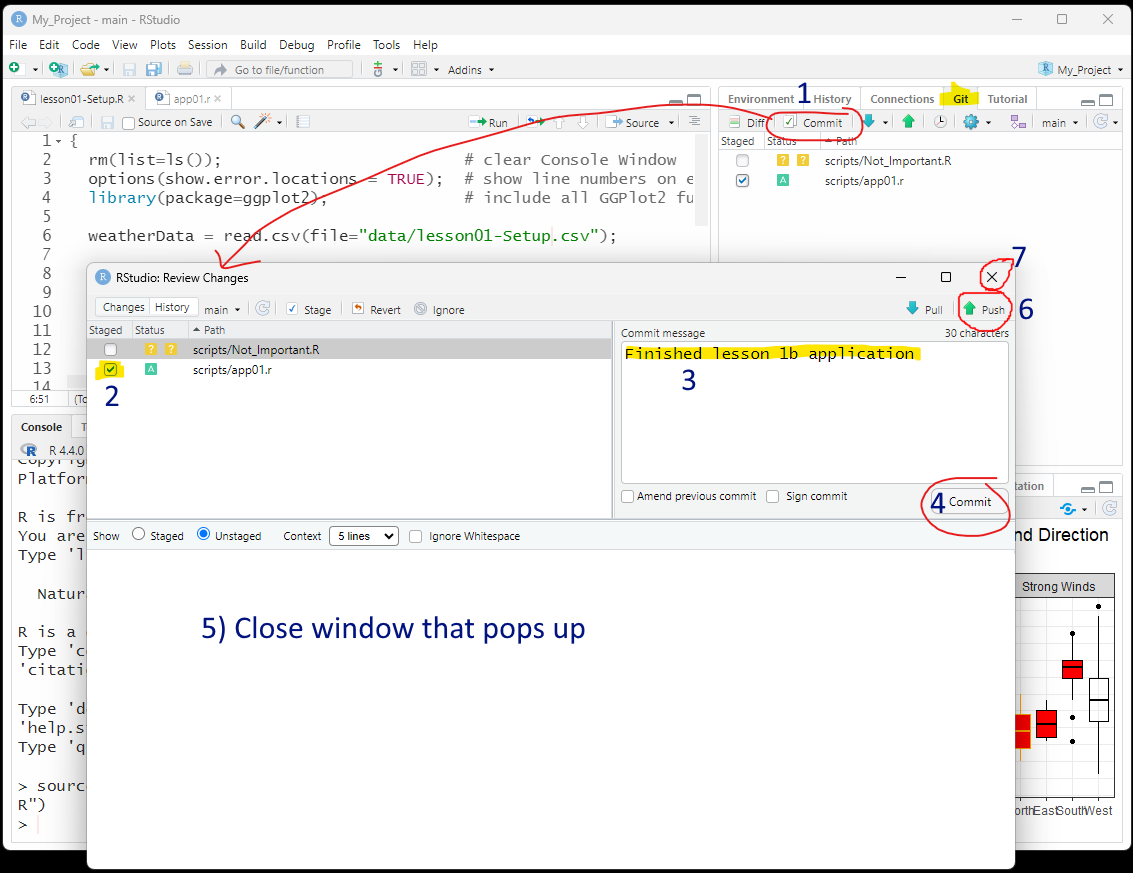 My_Project - main - RStudio
File Edit Code View Plots Session Build Debug Profile Tools Help
Go to file/function Addins My_Project
lesson01-Setup.R app01.r
Source on Save Run Source
1 {
2 rm(list=ls()); # clear Console Window
3 options(show.error.locations = TRUE); # show line numbers on e
4 library(package=ggplot2); # include all GGPlot2 fu
5
6 weatherData = read.csv(file="data/lesson01-Setup.csv");
7
8
9
10
11
12
13
14
6:51 (To
Environment History Connections Git Tutorial
1
Diff Commit main
Staged Status Path
scripts/Not_Important.R
A scripts/app01.r
7
RStudio: Review Changes
Changes History main Stage Revert Ignore Pull Push 6
Staged Status Path
? ? scripts/Not_Important.R
A scripts/app01.r
2
Commit message 30 characters
Finished lesson 1b application
3
Amend previous commit Sign commit
4 Commit
Show Staged Unstaged Context 5 lines Ignore Whitespace
5) Close window that pops up
Console T
R 4.4.0
Platfor
R is fr
You are
Type 'l
Natur
R is a
Type 'c
'citati
Type 'd
'help.s
Type 'q
> sourc
R")
>
tation
nd Direction
Strong Winds
orth East South West